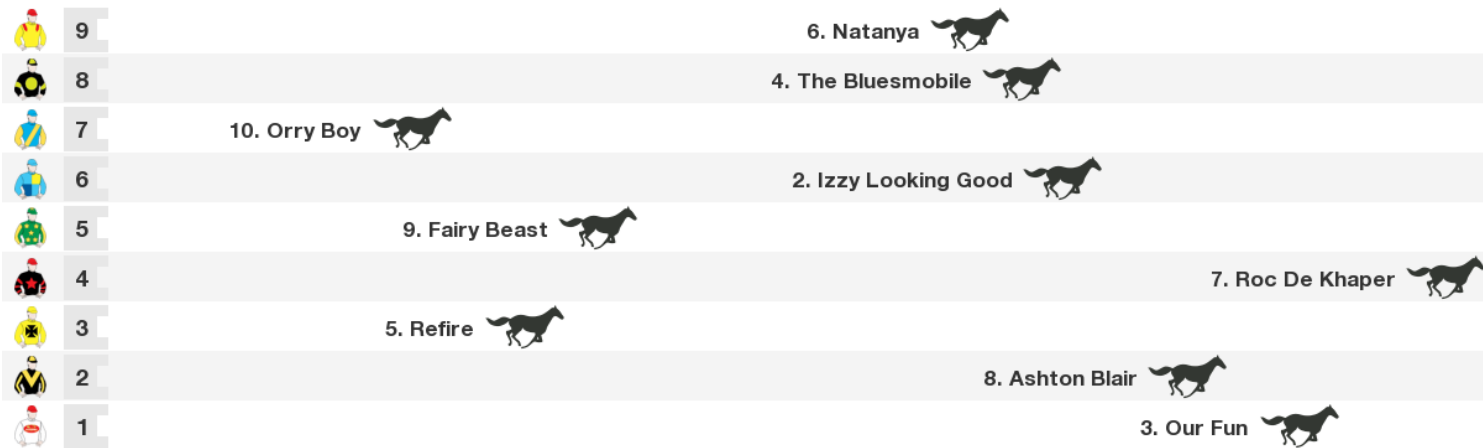 9 6. Natanya
8 4. The Bluesmobile
7 10. Orry Boy
6 2. Izzy Looking Good
5 9. Fairy Beast
4 7. Roc De Khaper
3 5. Refire
2 8. Ashton Blair
1 3. Our Fun